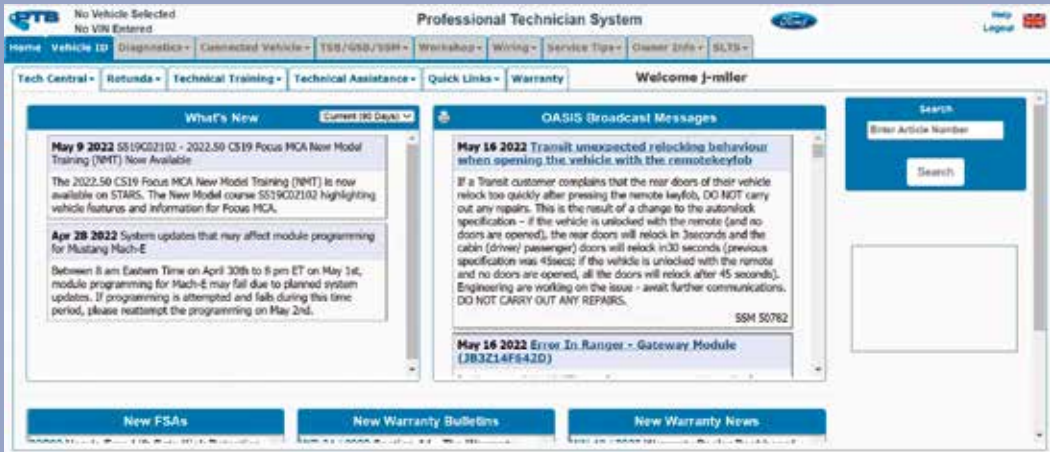 PTS
No Vehicle Selected
No VIN Entered
Professional Technician System
Ford
Help
Logout
Home
Vehicle ID
Diagnostics
Connected Vehicle
TSB/GSB/SSM
Workshop
Wiring
Service Tips
Owner Info
SLTS
Tech Central
Rotunda
Technical Training
Technical Assistance
Quick Links
Warranty
Welcome j-miller
What's New
Current (90 Days)
May 9 2022 SS19C02102 - 2022.50 CS19 Focus MCA New Model
Training (NMT) Now Available
The 2022.50 CS19 Focus MCA New Model Training (NMT) is now
available on STARS. The New Model course SS19C02102 highlighting
vehicle features and information for Focus MCA.
Apr 28 2022 System updates that may affect module programming
for Mustang Mach-E
Between 8 am Eastern Time on April 30th to 8 pm ET on May 1st,
module programming for Mach-E may fail due to planned system
updates. If programming is attempted and fails during this time
period, please reattempt the programming on May 2nd.
OASIS Broadcast Messages
May 16 2022 Transit unexpected relocking behaviour
when opening the vehicle with the remotekeyfob
If a Transit customer complains that the rear doors of their vehicle
relock too quickly after pressing the remote keyfob, DO NOT carry
out any repairs. This is the result of a change to the autorelock
specification - if the vehicle is unlocked with the remote (and no
doors are opened), the rear doors will relock in 3seconds and the
cabin (driver/ passenger) doors will relock in30 seconds (previous
specification was 45secs; if the vehicle is unlocked with the remote
and no doors are opened, all the doors will relock after 45 seconds).
Engineering are working on the issue - await further communications.
DO NOT CARRY OUT ANY REPAIRS.
SSM 50782
May 16 2022 Error In Ranger - Gateway Module
(JB3Z14F642D)
Search
Enter Article Number
Search
New FSAs
New Warranty Bulletins
New Warranty News